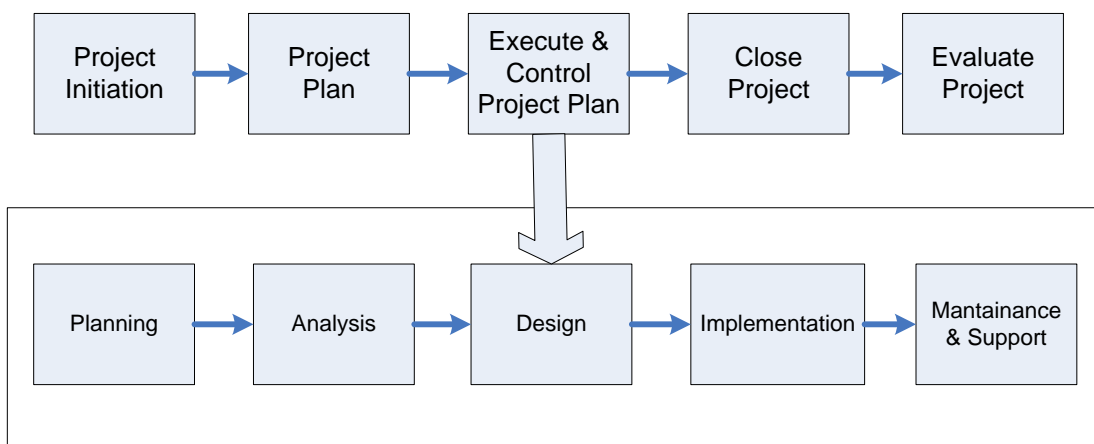 Project
Initiation
Project
Plan
Execute &
Control
Project Plan
Close
Project
Evaluate
Project
Planning
Analysis
Design
Implementation
Mantainance
& Support